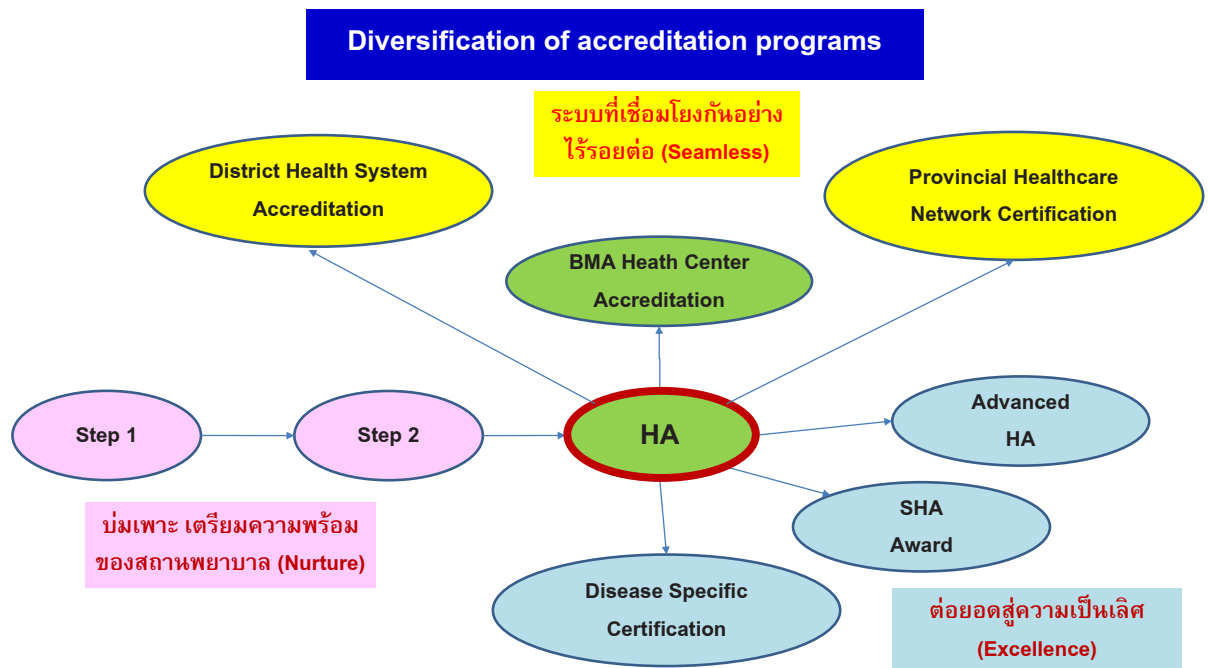 Diversification of accreditation programs
ระบบที่เชื่อมโยงกันอย่าง
ไร้รอยต่อ (Seamless)
District Health System
Accreditation
Provincial Healthcare
Network Certification
BMA Heath Center
Accreditation
Step 1
Step 2
HA
Advanced
HA
SHA
Award
บ่มเพาะ เตรียมความพร้อม
ของสถานพยาบาล (Nurture)
Disease Specific
Certification
ต่อยอดสู่ความเป็นเลิศ
(Excellence)